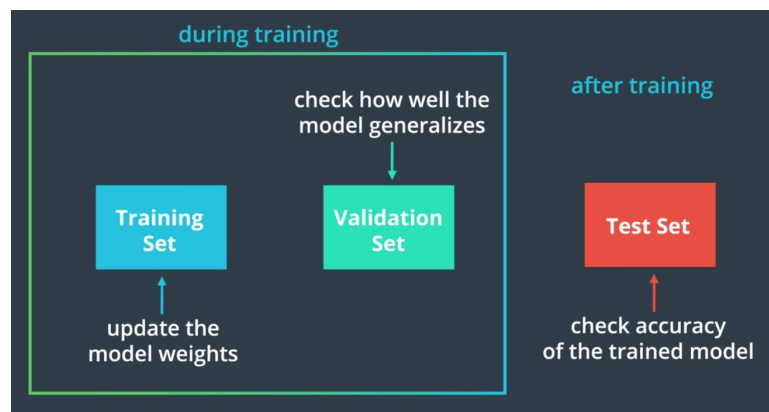 during training
check how well the
model generalizes
after training
Training
Set
Validation
Set
Test Set
update the
model weights
check accuracy
of the trained model